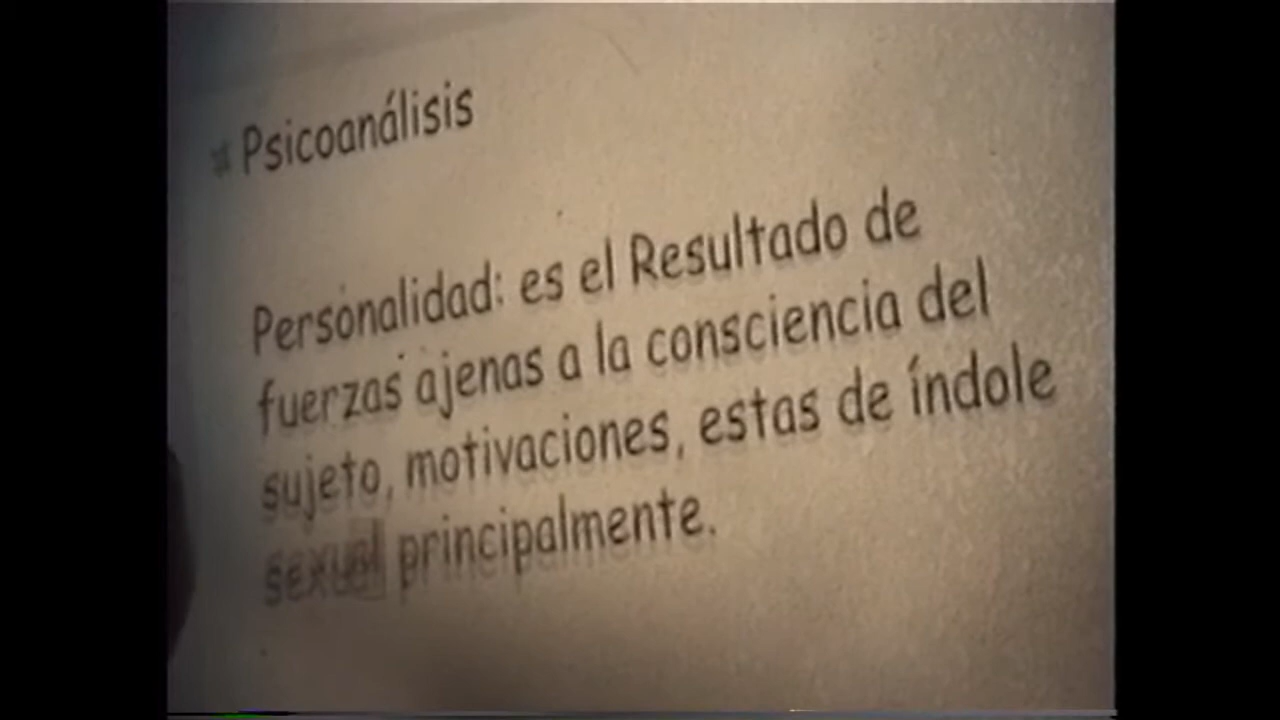 Psicoanálisis
Personalidad: es el Resultado de
fuerzas ajenas a la consciencia del
sujeto, motivaciones, estas de índole
sexual principalmente.